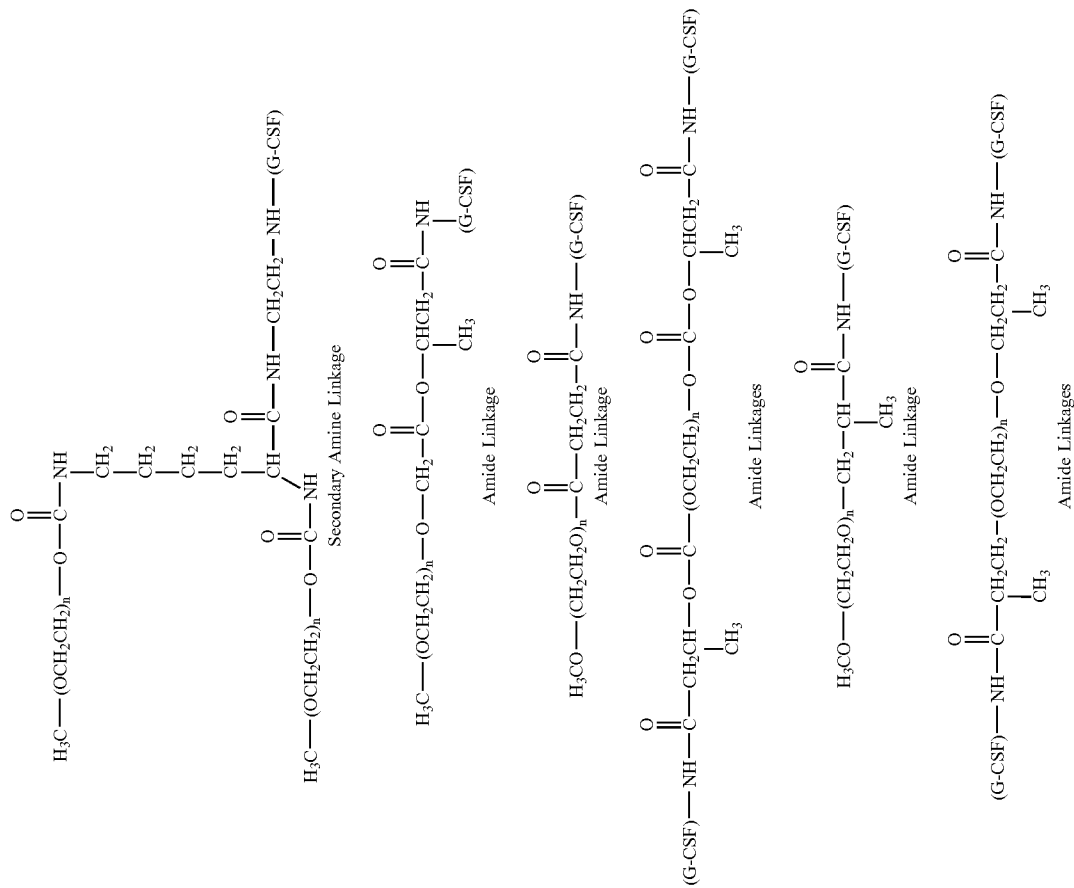 O
H₃C—(OCH₂CH₂)ₙ—O—C—NH
CH₂
CH₂
CH₂
O CH₂ O
CH—C—NH—CH₂CH₂—NH—(G-CSF)
H₃C—(OCH₂CH₂)ₙ—O—C—NH
Secondary Amine Linkage
O O
H₃C—(OCH₂CH₂)ₙ—O—CH₂—C—O—CHCH₂—C—NH
CH₃ (G-CSF)
Amide Linkage
O O
H₃CO—(CH₂CH₂O)ₙ—C—CH₂CH₂—C—NH—(G-CSF)
Amide Linkage
O O O O
(G-CSF)—NH—C—CH₂CH—O—C—(OCH₂CH₂)ₙ—O—C—O—CHCH₂—C—NH—(G-CSF)
CH₃ CH₃
Amide Linkages
O
H₃CO—(CH₂CH₂O)ₙ—CH₂—CH—C—NH—(G-CSF)
CH₃
Amide Linkage
O O
(G-CSF)—NH—C—CH₂CH₂—(OCH₂CH₂)ₙ—O—CH₂CH₂—C—NH—(G-CSF)
CH₃ CH₃
Amide Linkages